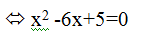 ⇔ x² -6x+5=0